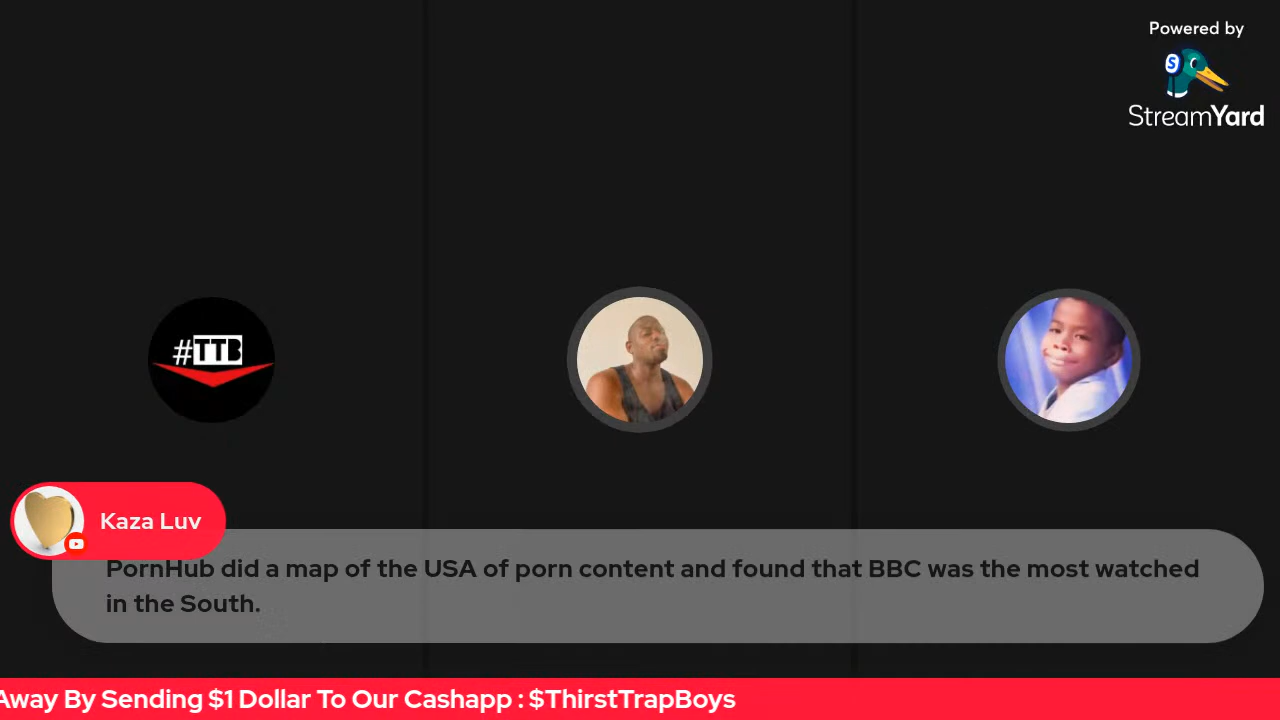 Powered by
StreamYard
#TTB
Kaza Luv
PornHub did a map of the USA of porn content and found that BBC was the most watched
in the South.
Away By Sending $1 Dollar To Our Cashapp : $ThirstTrapBoys